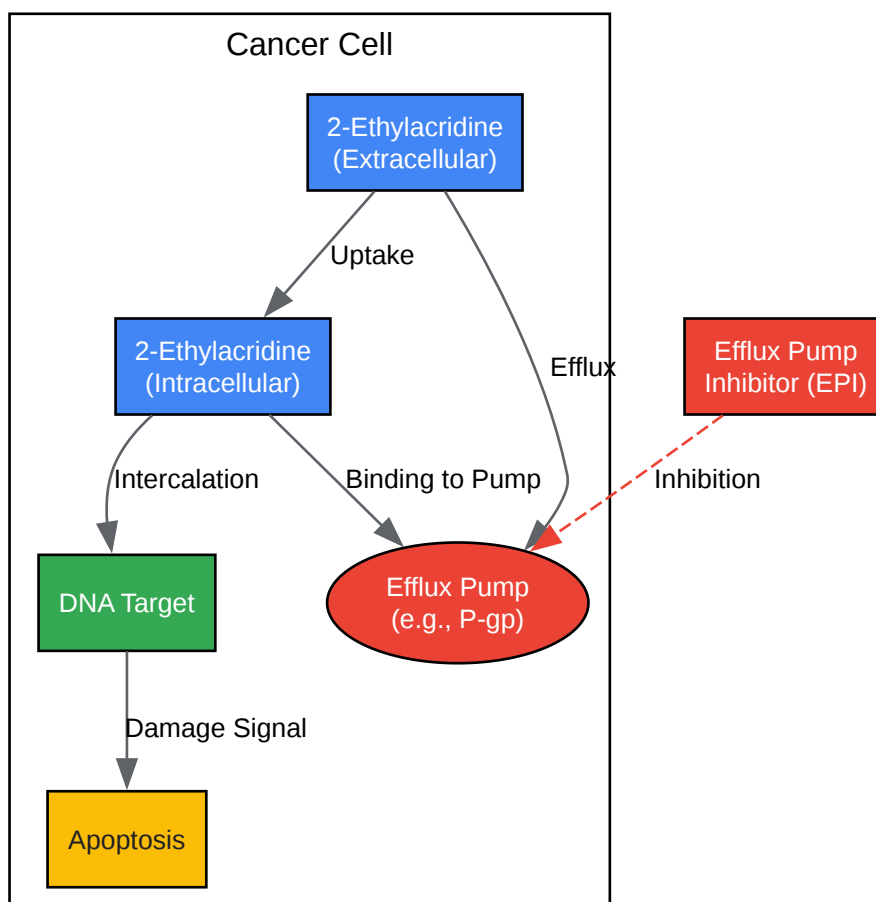 Cancer Cell
2-Ethylacridine
(Extracellular)
Uptake
2-Ethylacridine
(Intracellular)
Efflux
Efflux Pump
Inhibitor (EPI)
Intercalation
Binding to Pump
Inhibition
DNA Target
Efflux Pump
(e.g., P-gp)
Damage Signal
Apoptosis